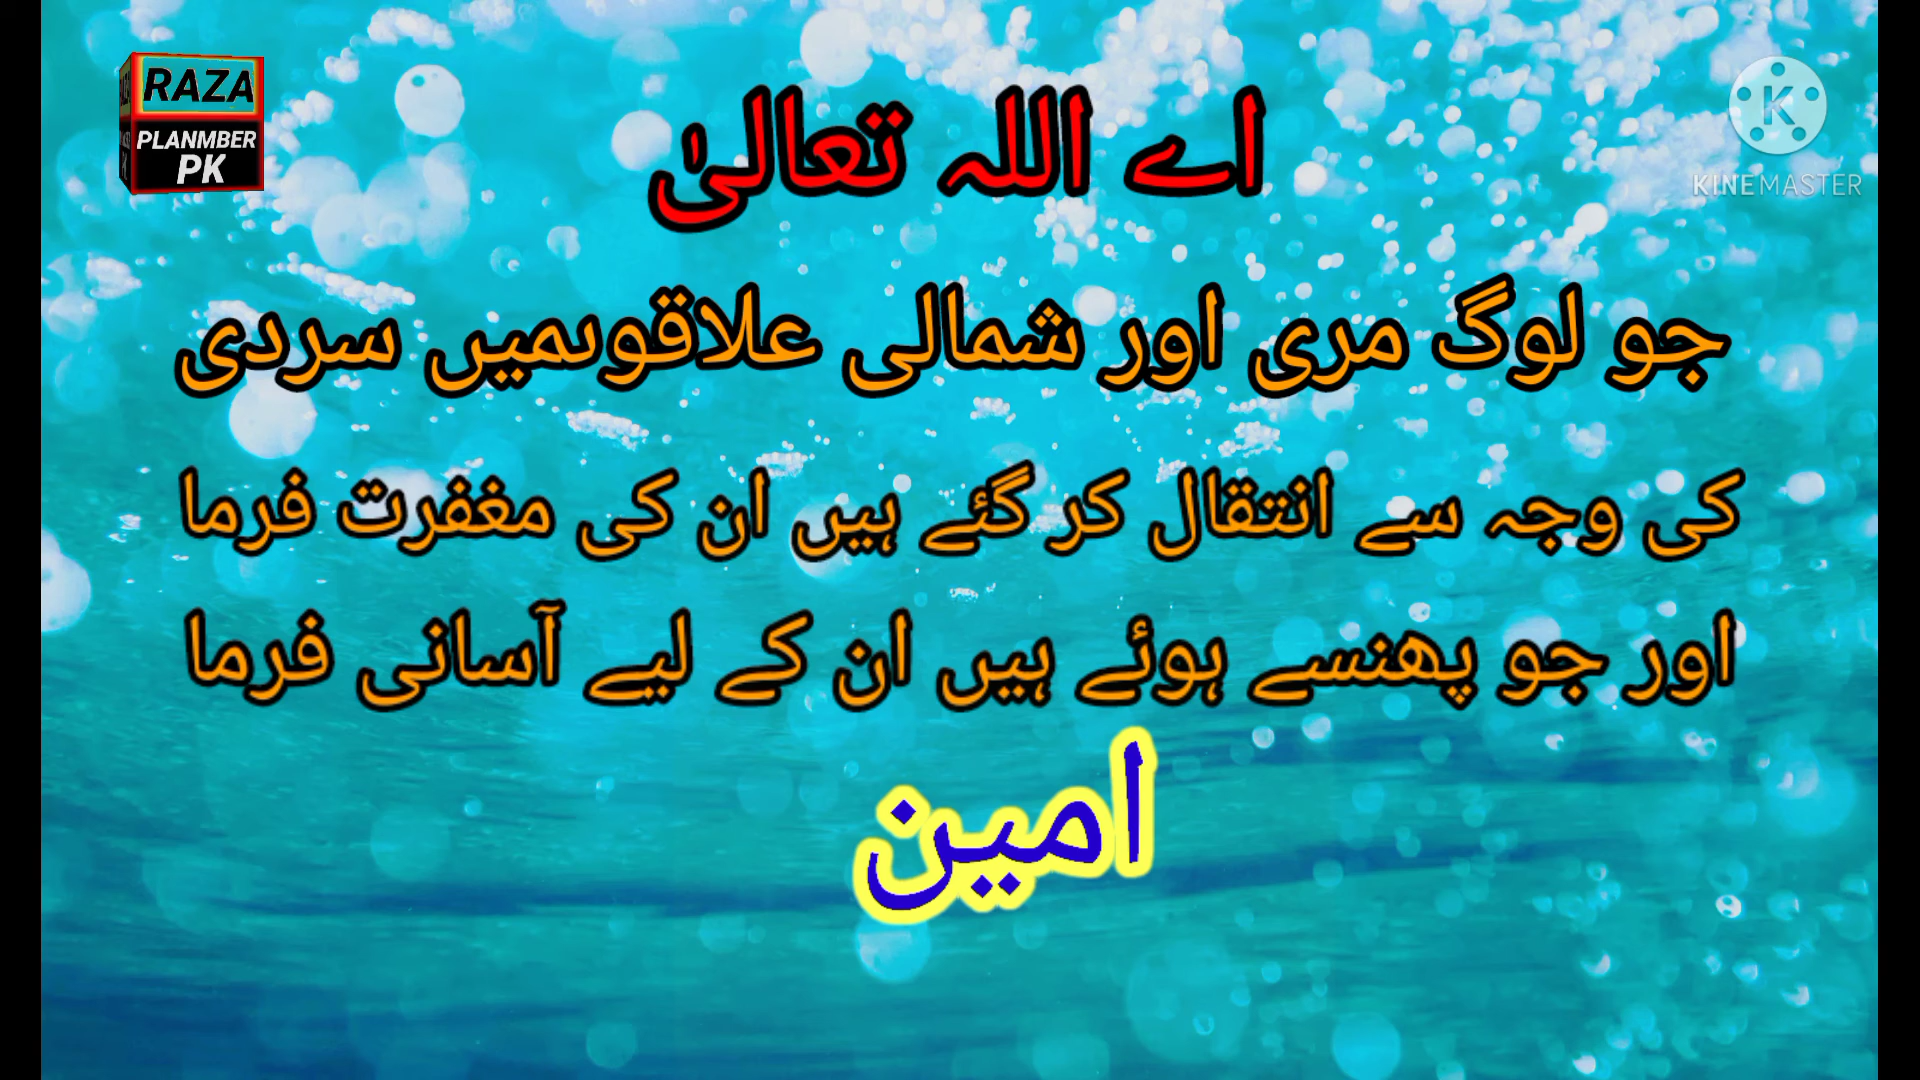 RAZA
PLANMBER
PK
KINEMASTER
اے اللہ تعالیٰ
جو لوگ مری اور شمالی علاقوںمیں سردی
کی وجہ سے انتقال کر گئے ہیں ان کی مغفرت فرما
اور جو پھنسے ہوئے ہیں ان کے لیے آسانی فرما
امین